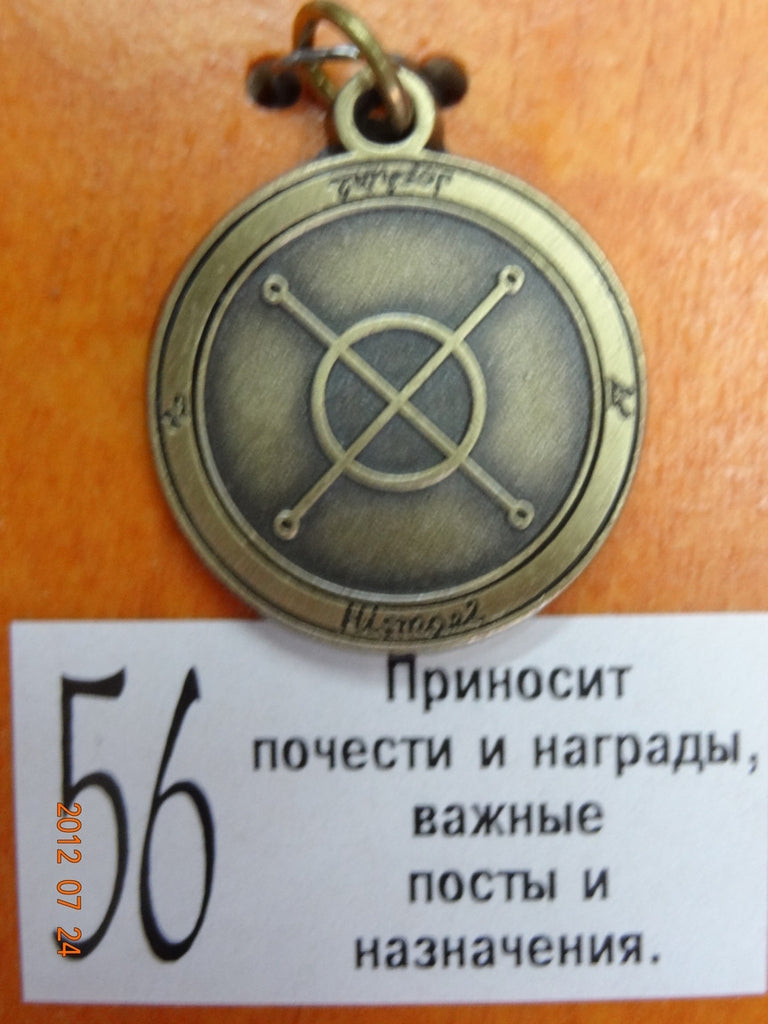 56
Приносит
почести и награды,
важные
посты и
назначения.
2012 07 24